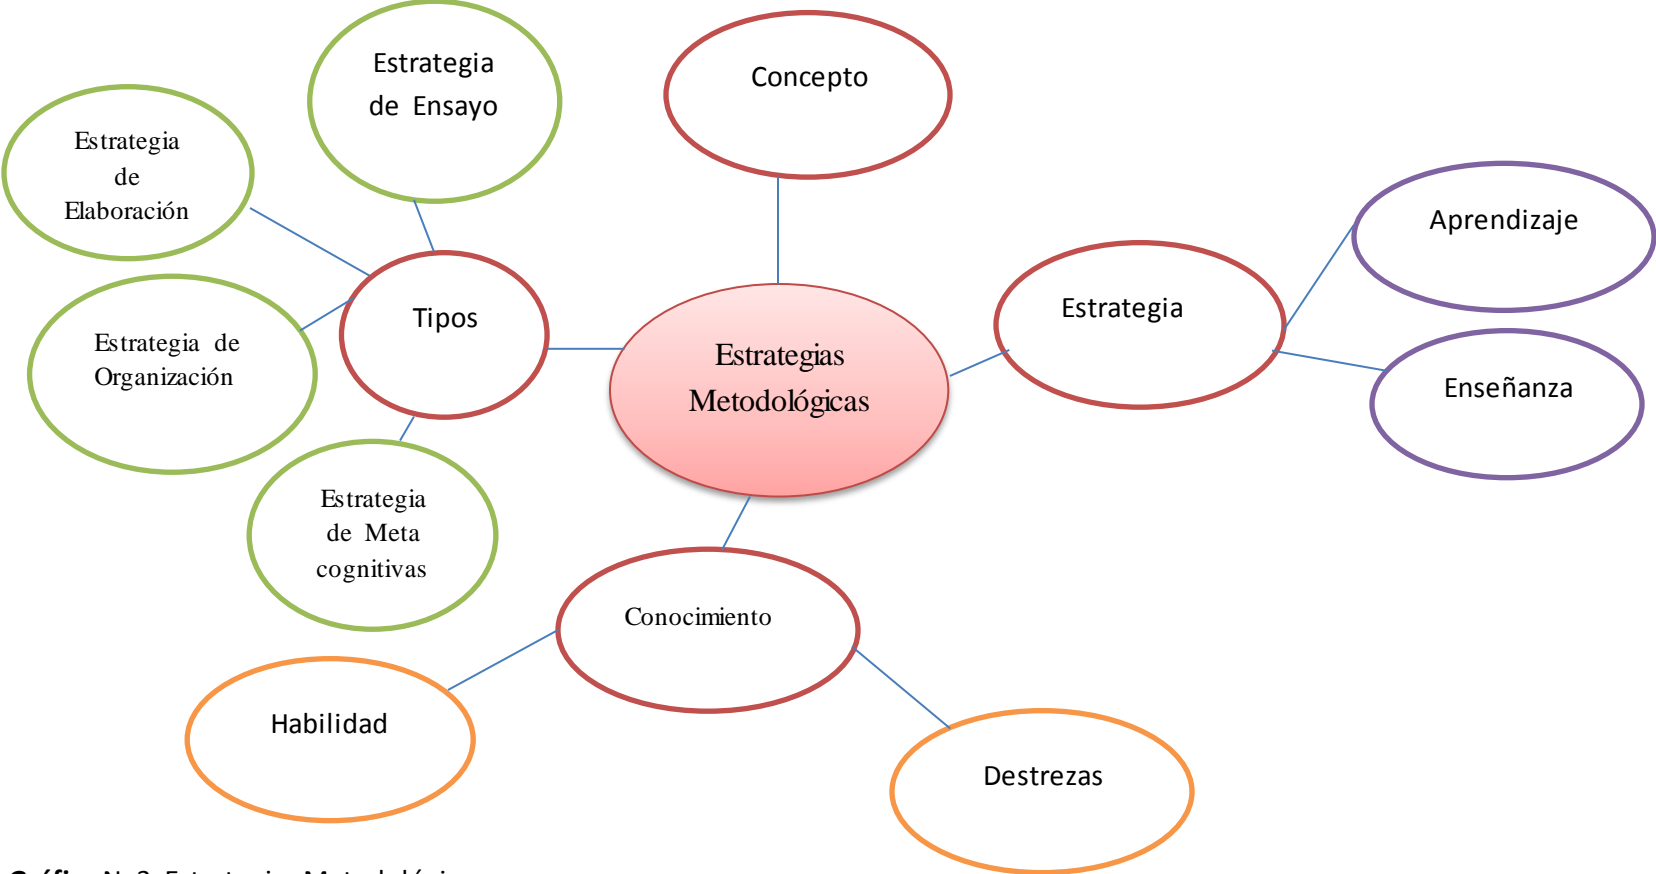 Estrategia
de Ensayo
Concepto
Estrategia
de
Elaboración
Aprendizaje
Estrategia
Tipos
Estrategia de
Organización
Estrategias
Metodológicas
Enseñanza
Estrategia
de Meta
cognitivas
Conocimiento
Habilidad
Destrezas